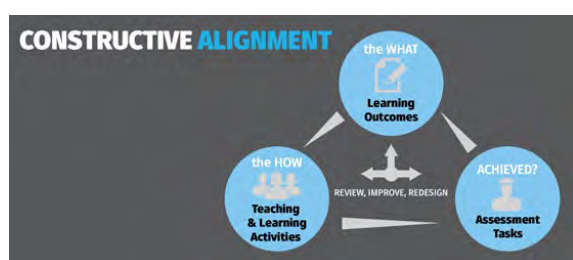 CONSTRUCTIVE ALIGNMENT
the WHAT
Learning
Outcomes
the HOW
Teaching
& Learning
Activities
REVIEW, IMPROVE, REDESIGN
ACHIEVED?
Assessment
Tasks